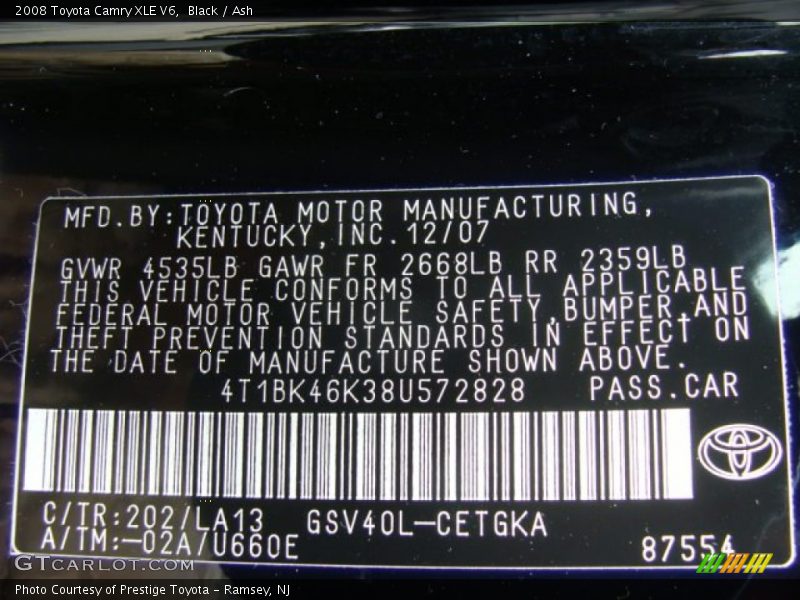 2008 Toyota Camry XLE V6,  Black / Ash
MFD.BY:TOYOTA MOTOR MANUFACTURING,
KENTUCKY,INC.12/07
GVWR 4535LB GAWR FR 2668LB RR 2359LB
THIS VEHICLE CONFORMS TO ALL APPLICABLE
FEDERAL MOTOR VEHICLE SAFETY,BUMPER,AND
THEFT PREVENTION STANDARDS IN EFFECT ON
THE DATE OF MANUFACTURE SHOWN ABOVE.
4T1BK46K38U572828 PASS.CAR
C/TR:202/LA13 GSV40L-CETGKA
A/TM:-02A/U660E 87554
GTCARLOT.COM
Photo Courtesy of Prestige Toyota - Ramsey, NJ